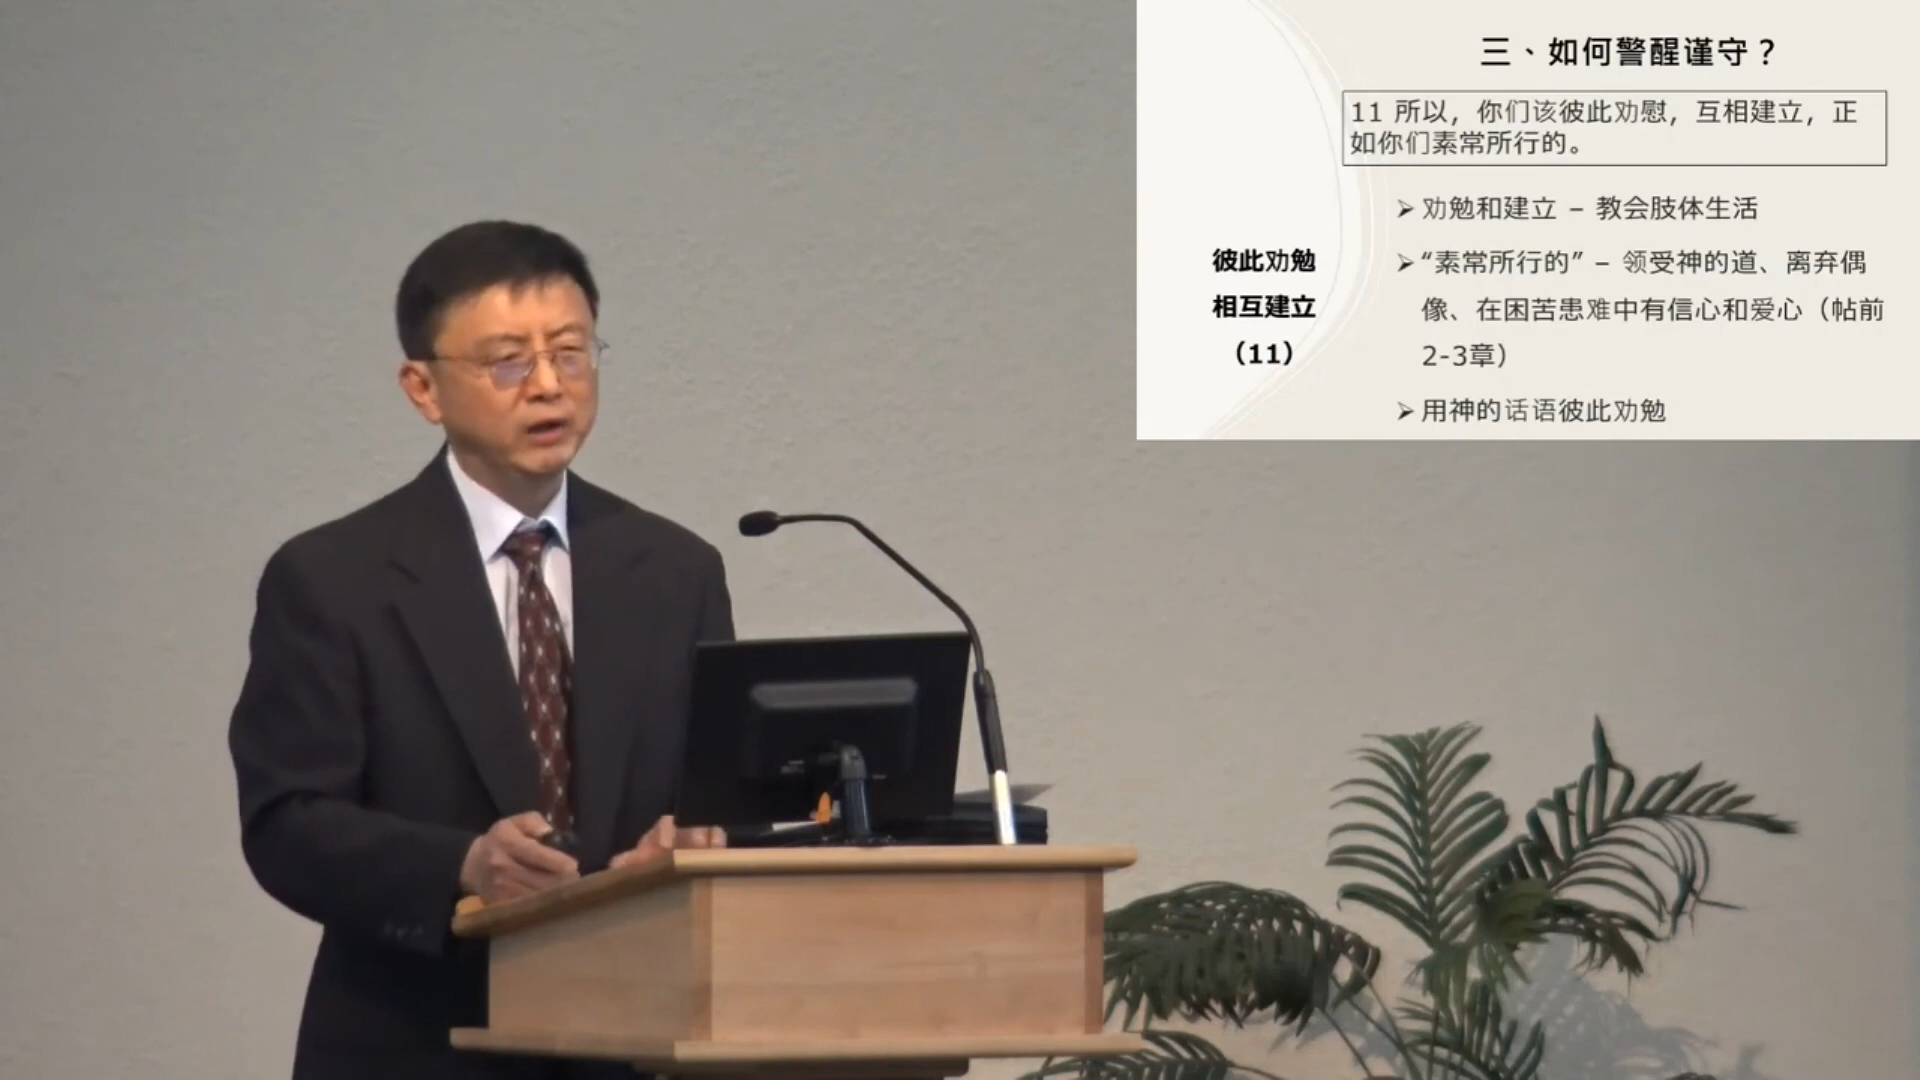 三、如何警醒谨守？
11 所以，你们该彼此劝慰，互相建立，正
如你们素常所行的。
彼此劝勉
相互建立
（11）
➢ 劝勉和建立 – 教会肢体生活
➢ “素常所行的” – 领受神的道、离弃偶
像、在困苦患难中有信心和爱心（帖前
2-3章）
➢ 用神的话语彼此劝勉